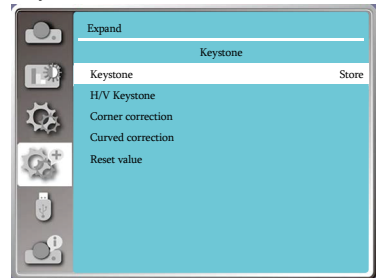 Expand
Keystone
Keystone Store
H/V Keystone
Corner correction
Curved correction
Reset value